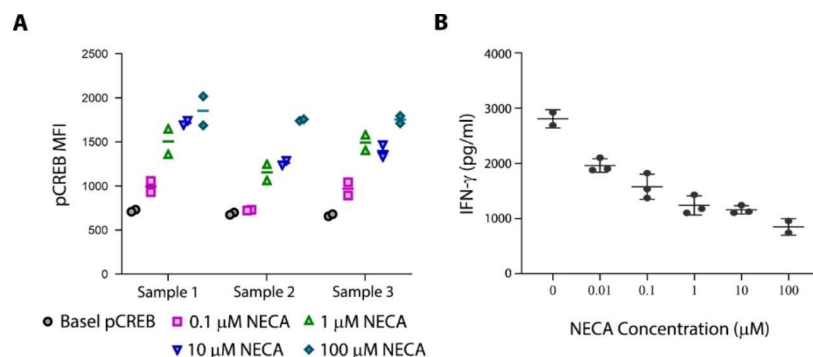 A
B
2500
2000
1500
1000
500
0
pCREB MFI
Sample 1 Sample 2 Sample 3
Basel pCREB 0.1 μM NECA 1 μM NECA
10 μM NECA 100 μM NECA
4000
3000
2000
1000
0
IFN-γ (pg/ml)
0 0.01 0.1 1 10 100
NECA Concentration (μM)